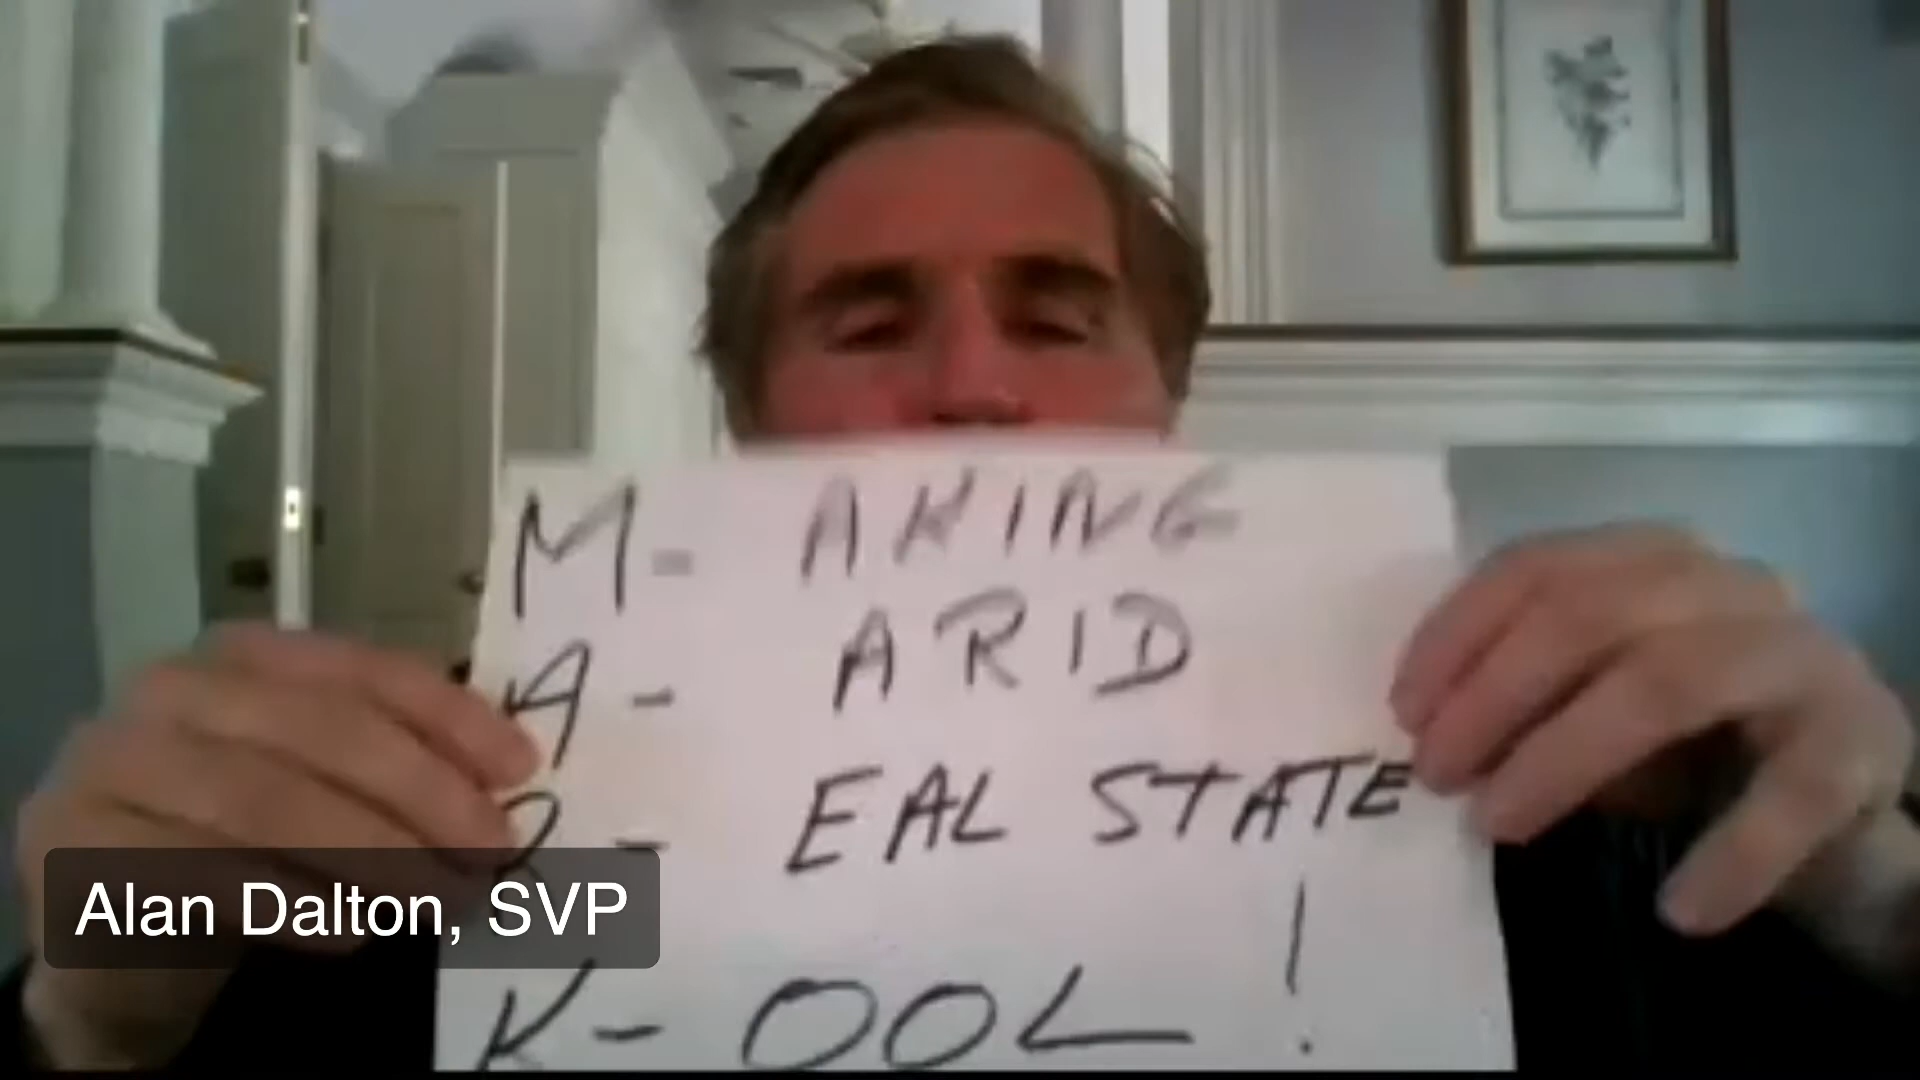 M- AKING
A- ARID
R- EAL STATE
K- OOL !
Alan Dalton, SVP